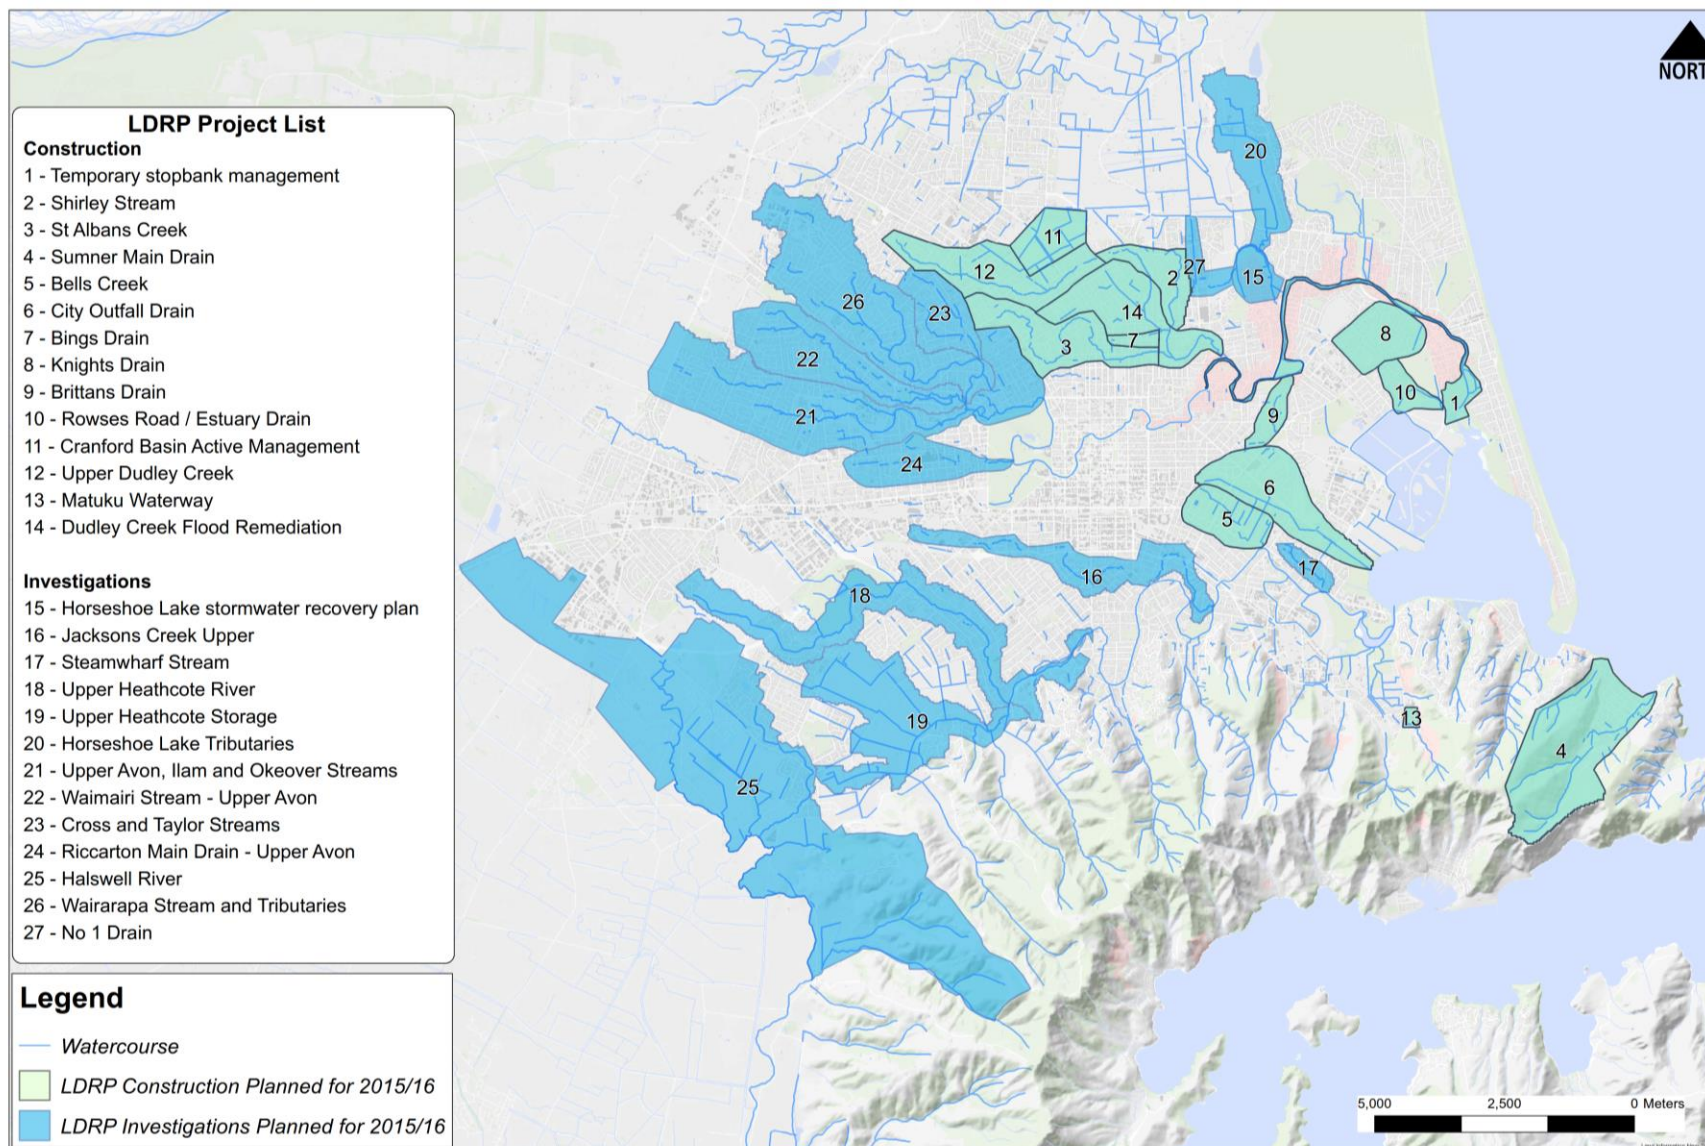 NORT
LDRP Project List
Construction
1 - Temporary stopbank management
2 - Shirley Stream
3 - St Albans Creek
4 - Sumner Main Drain
5 - Bells Creek
6 - City Outfall Drain
7 - Bings Drain
8 - Knights Drain
9 - Brittans Drain
10 - Rowses Road / Estuary Drain
11 - Cranford Basin Active Management
12 - Upper Dudley Creek
13 - Matuku Waterway
14 - Dudley Creek Flood Remediation
Investigations
15 - Horseshoe Lake stormwater recovery plan
16 - Jacksons Creek Upper
17 - Steamwharf Stream
18 - Upper Heathcote River
19 - Upper Heathcote Storage
20 - Horseshoe Lake Tributaries
21 - Upper Avon, Ilam and Okeover Streams
22 - Waimairi Stream - Upper Avon
23 - Cross and Taylor Streams
24 - Riccarton Main Drain - Upper Avon
25 - Halswell River
26 - Wairarapa Stream and Tributaries
27 - No 1 Drain
Legend
Watercourse
LDRP Construction Planned for 2015/16
LDRP Investigations Planned for 2015/16
20
11
12
2
27
15
26
23
14
8
7
3
22
10
1
21
9
24
6
5
16
17
18
19
13
4
25
5,000 2,500 0 Meters